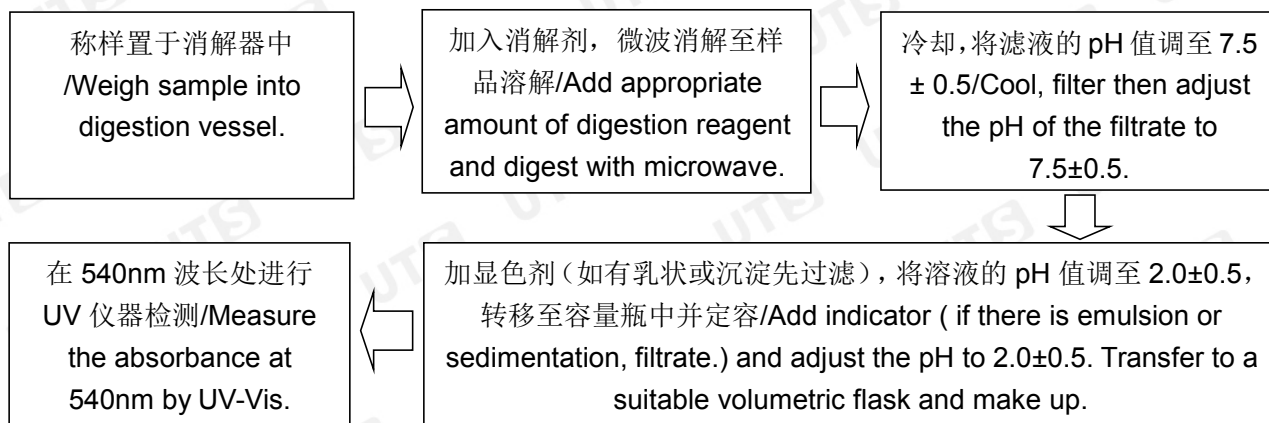 称样置于消解器中
/Weigh sample into
digestion vessel.
加入消解剂，微波消解至样
品溶解/Add appropriate
amount of digestion reagent
and digest with microwave.
冷却，将滤液的 pH 值调至 7.5
± 0.5/Cool, filter then adjust
the pH of the filtrate to
7.5±0.5.
加显色剂（如有乳状或沉淀先过滤），将溶液的 pH 值调至 2.0±0.5，
转移至容量瓶中并定容/Add indicator ( if there is emulsion or
sedimentation, filtrate.) and adjust the pH to 2.0±0.5. Transfer to a
suitable volumetric flask and make up.
在 540nm 波长处进行
UV 仪器检测/Measure
the absorbance at
540nm by UV-Vis.